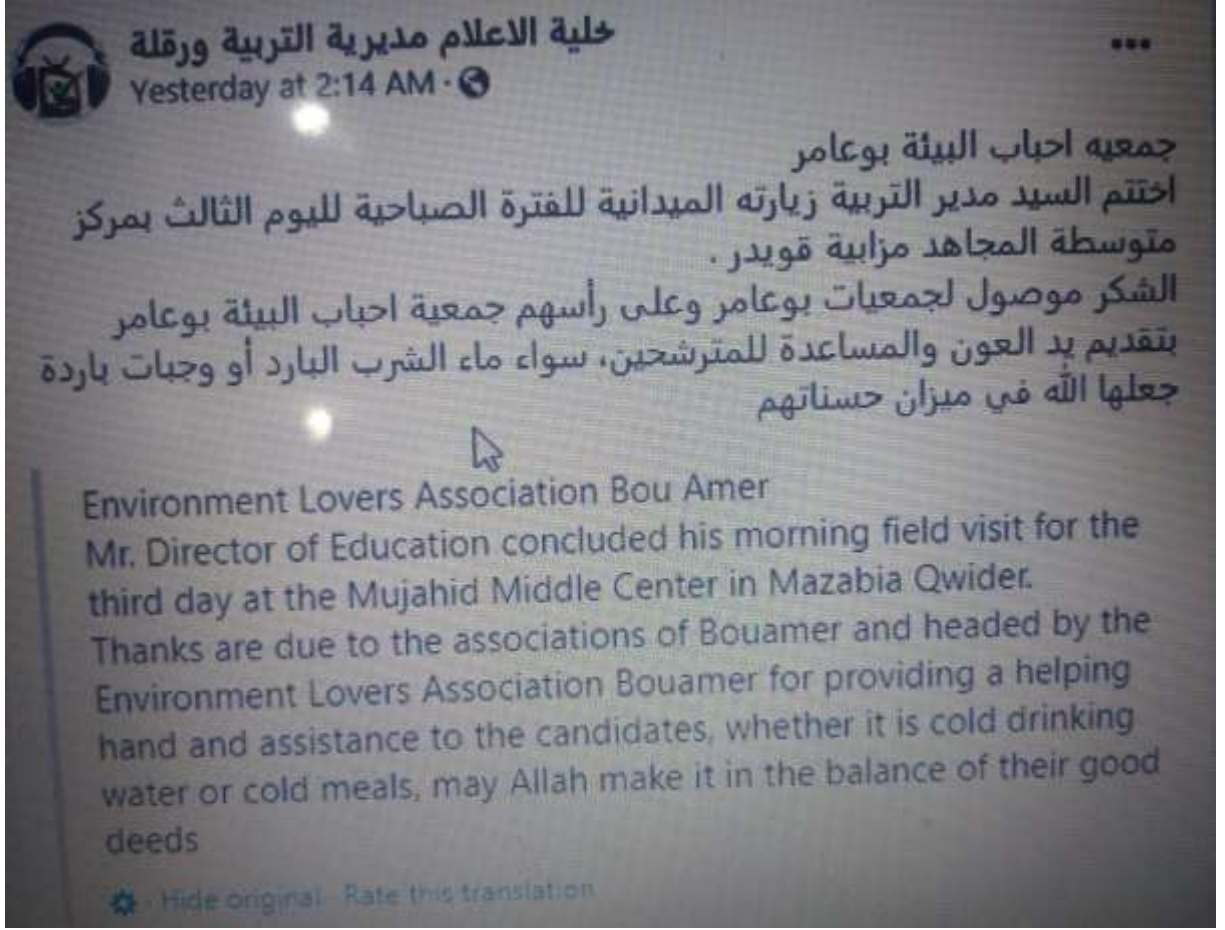 خلية الاعلام مديرية التربية ورقلة
Yesterday at 2:14 AM ·
جمعيه احباب البيئة بوعامر
اختتم السيد مدير التربية زيارته الميدانية للفترة الصباحية لليوم الثالث بمركز
متوسطة المجاهد مزابية قويدر .
الشكر موصول لجمعيات بوعامر وعلى رأسهم جمعية احباب البيئة بوعامر
بتقديم يد العون والمساعدة للمترشحين، سواء ماء الشرب البارد أو وجبات باردة
جعلها الله في ميزان حسناتهم
Environment Lovers Association Bou Amer
Mr. Director of Education concluded his morning field visit for the
third day at the Mujahid Middle Center in Mazabia Qwider.
Thanks are due to the associations of Bouamer and headed by the
Environment Lovers Association Bouamer for providing a helping
hand and assistance to the candidates, whether it is cold drinking
water or cold meals, may Allah make it in the balance of their good
deeds
· Hide original · Rate this translation